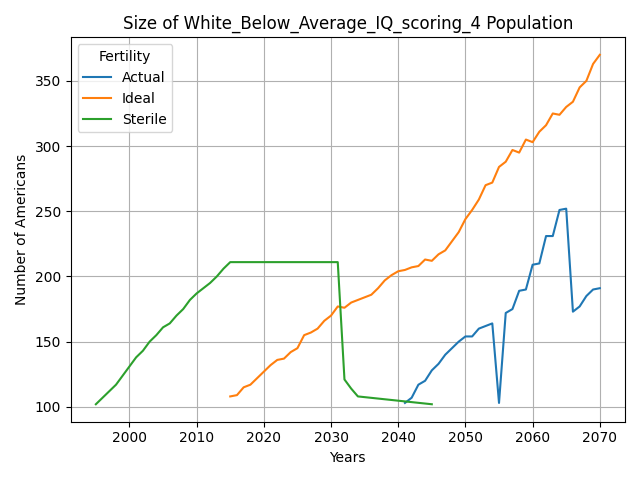 Size of White_Below_Average_IQ_scoring_4 Population
Fertility
Actual
Ideal
Sterile
Number of Americans
350
300
250
200
150
100
2000 2010 2020 2030 2040 2050 2060 2070
Years